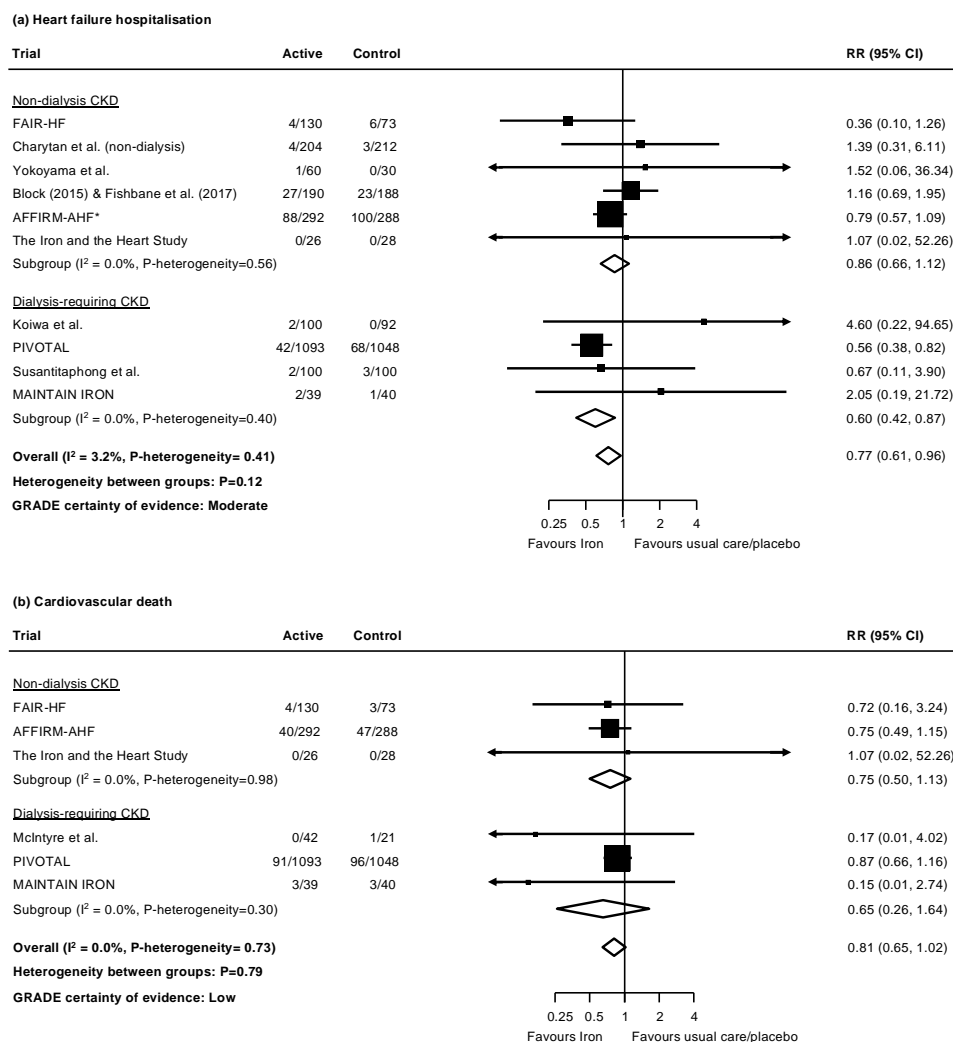 (a) Heart failure hospitalisation
Trial Active Control RR (95% CI)
Non-dialysis CKD
FAIR-HF 4/130 6/73 0.36 (0.10, 1.26)
Charytan et al. (non-dialysis) 4/204 3/212 1.39 (0.31, 6.11)
Yokoyama et al. 1/60 0/30 1.52 (0.06, 36.34)
Block (2015) & Fishbane et al. (2017) 27/190 23/188 1.16 (0.69, 1.95)
AFFIRM-AHF* 88/292 100/288 0.79 (0.57, 1.09)
The Iron and the Heart Study 0/26 0/28 1.07 (0.02, 52.26)
Subgroup (I² = 0.0%, P-heterogeneity=0.56) 0.86 (0.66, 1.12)
Dialysis-requiring CKD
Koiwa et al. 2/100 0/92 4.60 (0.22, 94.65)
PIVOTAL 42/1093 68/1048 0.56 (0.38, 0.82)
Susantitaphong et al. 2/100 3/100 0.67 (0.11, 3.90)
MAINTAIN IRON 2/39 1/40 2.05 (0.19, 21.72)
Subgroup (I² = 0.0%, P-heterogeneity=0.40) 0.60 (0.42, 0.87)
Overall (I² = 3.2%, P-heterogeneity= 0.41) 0.77 (0.61, 0.96)
Heterogeneity between groups: P=0.12
GRADE certainty of evidence: Moderate
0.25 0.5 1 2 4
Favours Iron Favours usual care/placebo
(b) Cardiovascular death
Trial Active Control RR (95% CI)
Non-dialysis CKD
FAIR-HF 4/130 3/73 0.72 (0.16, 3.24)
AFFIRM-AHF 40/292 47/288 0.75 (0.49, 1.15)
The Iron and the Heart Study 0/26 0/28 1.07 (0.02, 52.26)
Subgroup (I² = 0.0%, P-heterogeneity=0.98) 0.75 (0.50, 1.13)
Dialysis-requiring CKD
McIntyre et al. 0/42 1/21 0.17 (0.01, 4.02)
PIVOTAL 91/1093 96/1048 0.87 (0.66, 1.16)
MAINTAIN IRON 3/39 3/40 0.15 (0.01, 2.74)
Subgroup (I² = 0.0%, P-heterogeneity=0.30) 0.65 (0.26, 1.64)
Overall (I² = 0.0%, P-heterogeneity= 0.73) 0.81 (0.65, 1.02)
Heterogeneity between groups: P=0.79
GRADE certainty of evidence: Low
0.25 0.5 1 2 4
Favours Iron Favours usual care/placebo